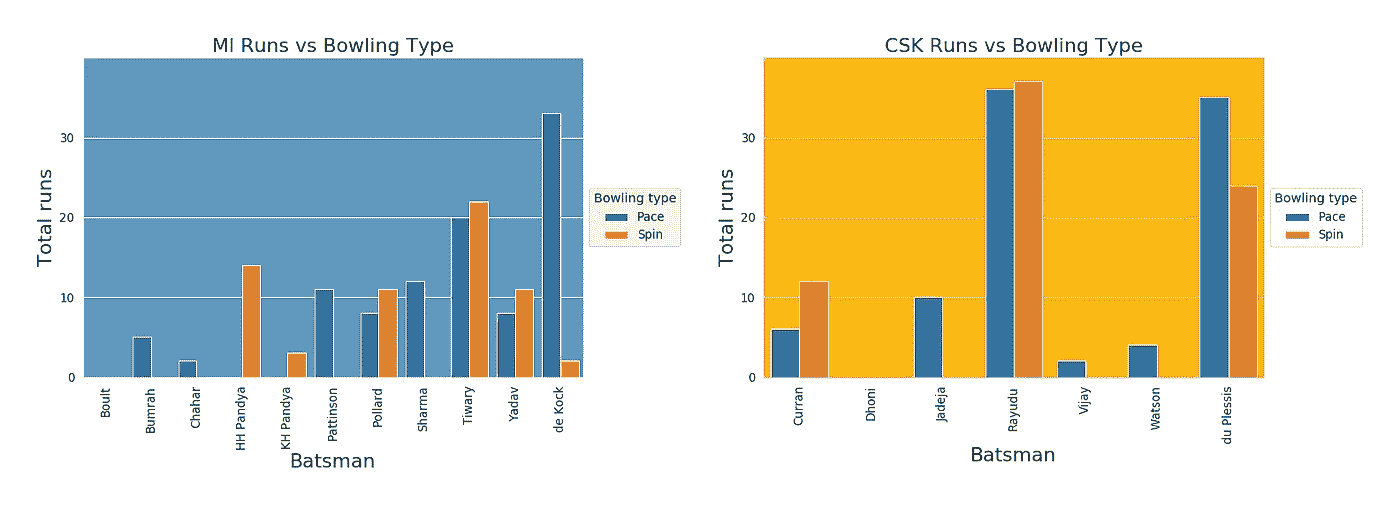 MI Runs vs Bowling Type
Total runs
30
20
10
0
Boult
Bumrah
Chahar
HH Pandya
KH Pandya
Pattinson
Pollard
Sharma
Tiwary
Yadav
de Kock
Batsman
Bowling type
Pace
Spin
CSK Runs vs Bowling Type
Total runs
30
20
10
0
Curran
Dhoni
Jadeja
Rayudu
Vijay
Watson
du Plessis
Batsman
Bowling type
Pace
Spin